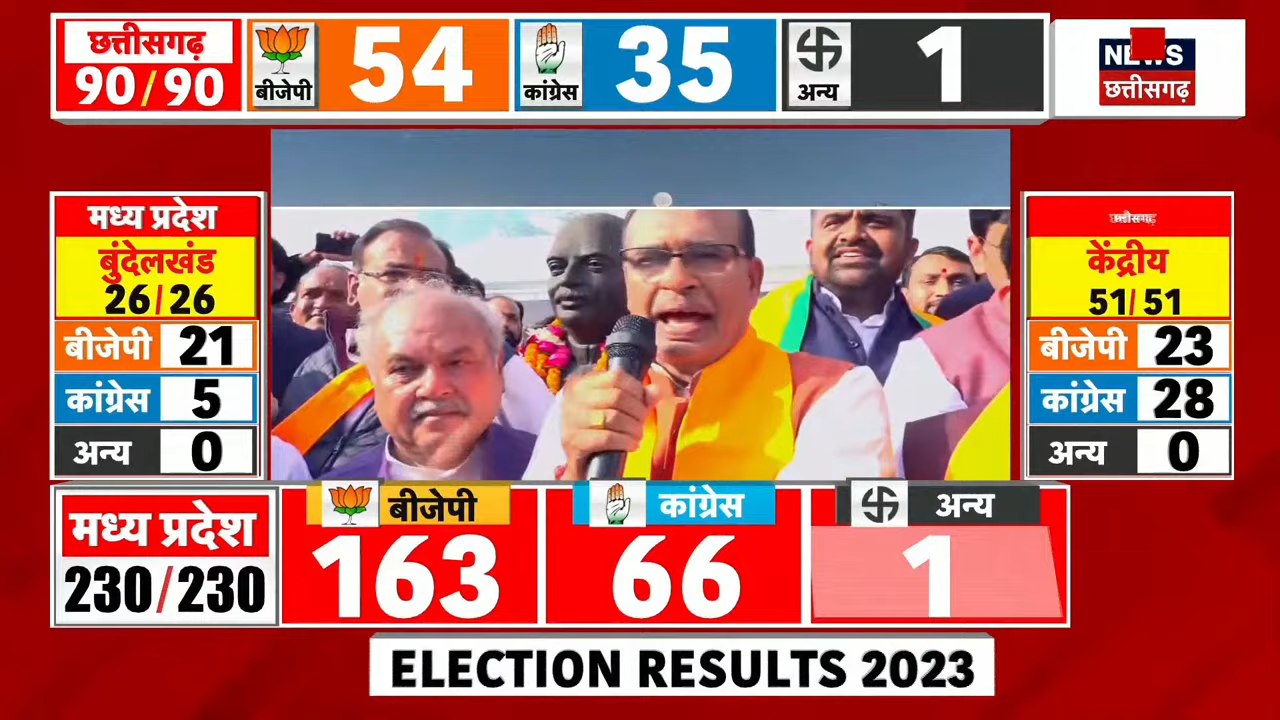 छत्तीसगढ़
90/90
बीजेपी
54
कांग्रेस
35
अन्य
1
NEWS
छत्तीसगढ़
मध्य प्रदेश
बुंदेलखंड
26/26
बीजेपी 21
कांग्रेस 5
अन्य 0
केंद्रीय
51/51
बीजेपी 23
कांग्रेस 28
अन्य 0
मध्य प्रदेश
230/230
बीजेपी
163
कांग्रेस
66
अन्य
1
ELECTION RESULTS 2023